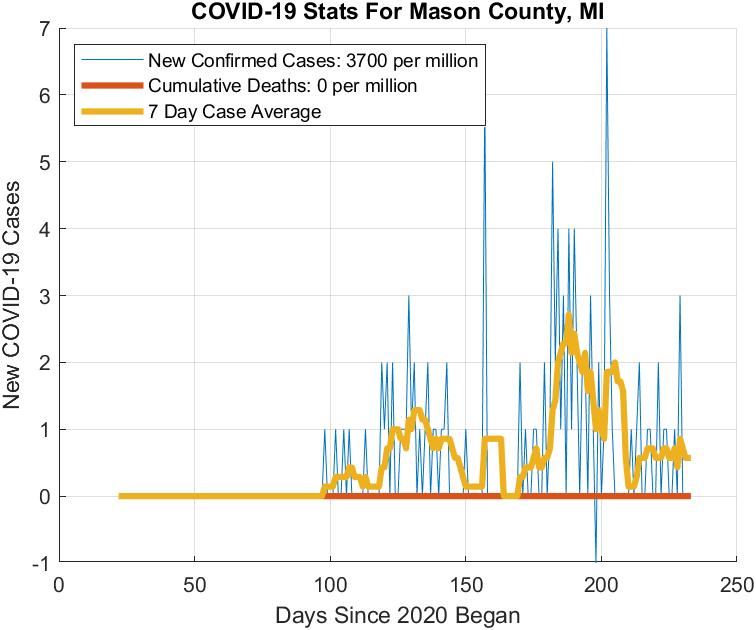 COVID-19 Stats For Mason County, MI
New Confirmed Cases: 3700 per million
Cumulative Deaths: 0 per million
7 Day Case Average
New COVID-19 Cases
7
6
5
4
3
2
1
0
-1
0 50 100 150 200 250
Days Since 2020 Began